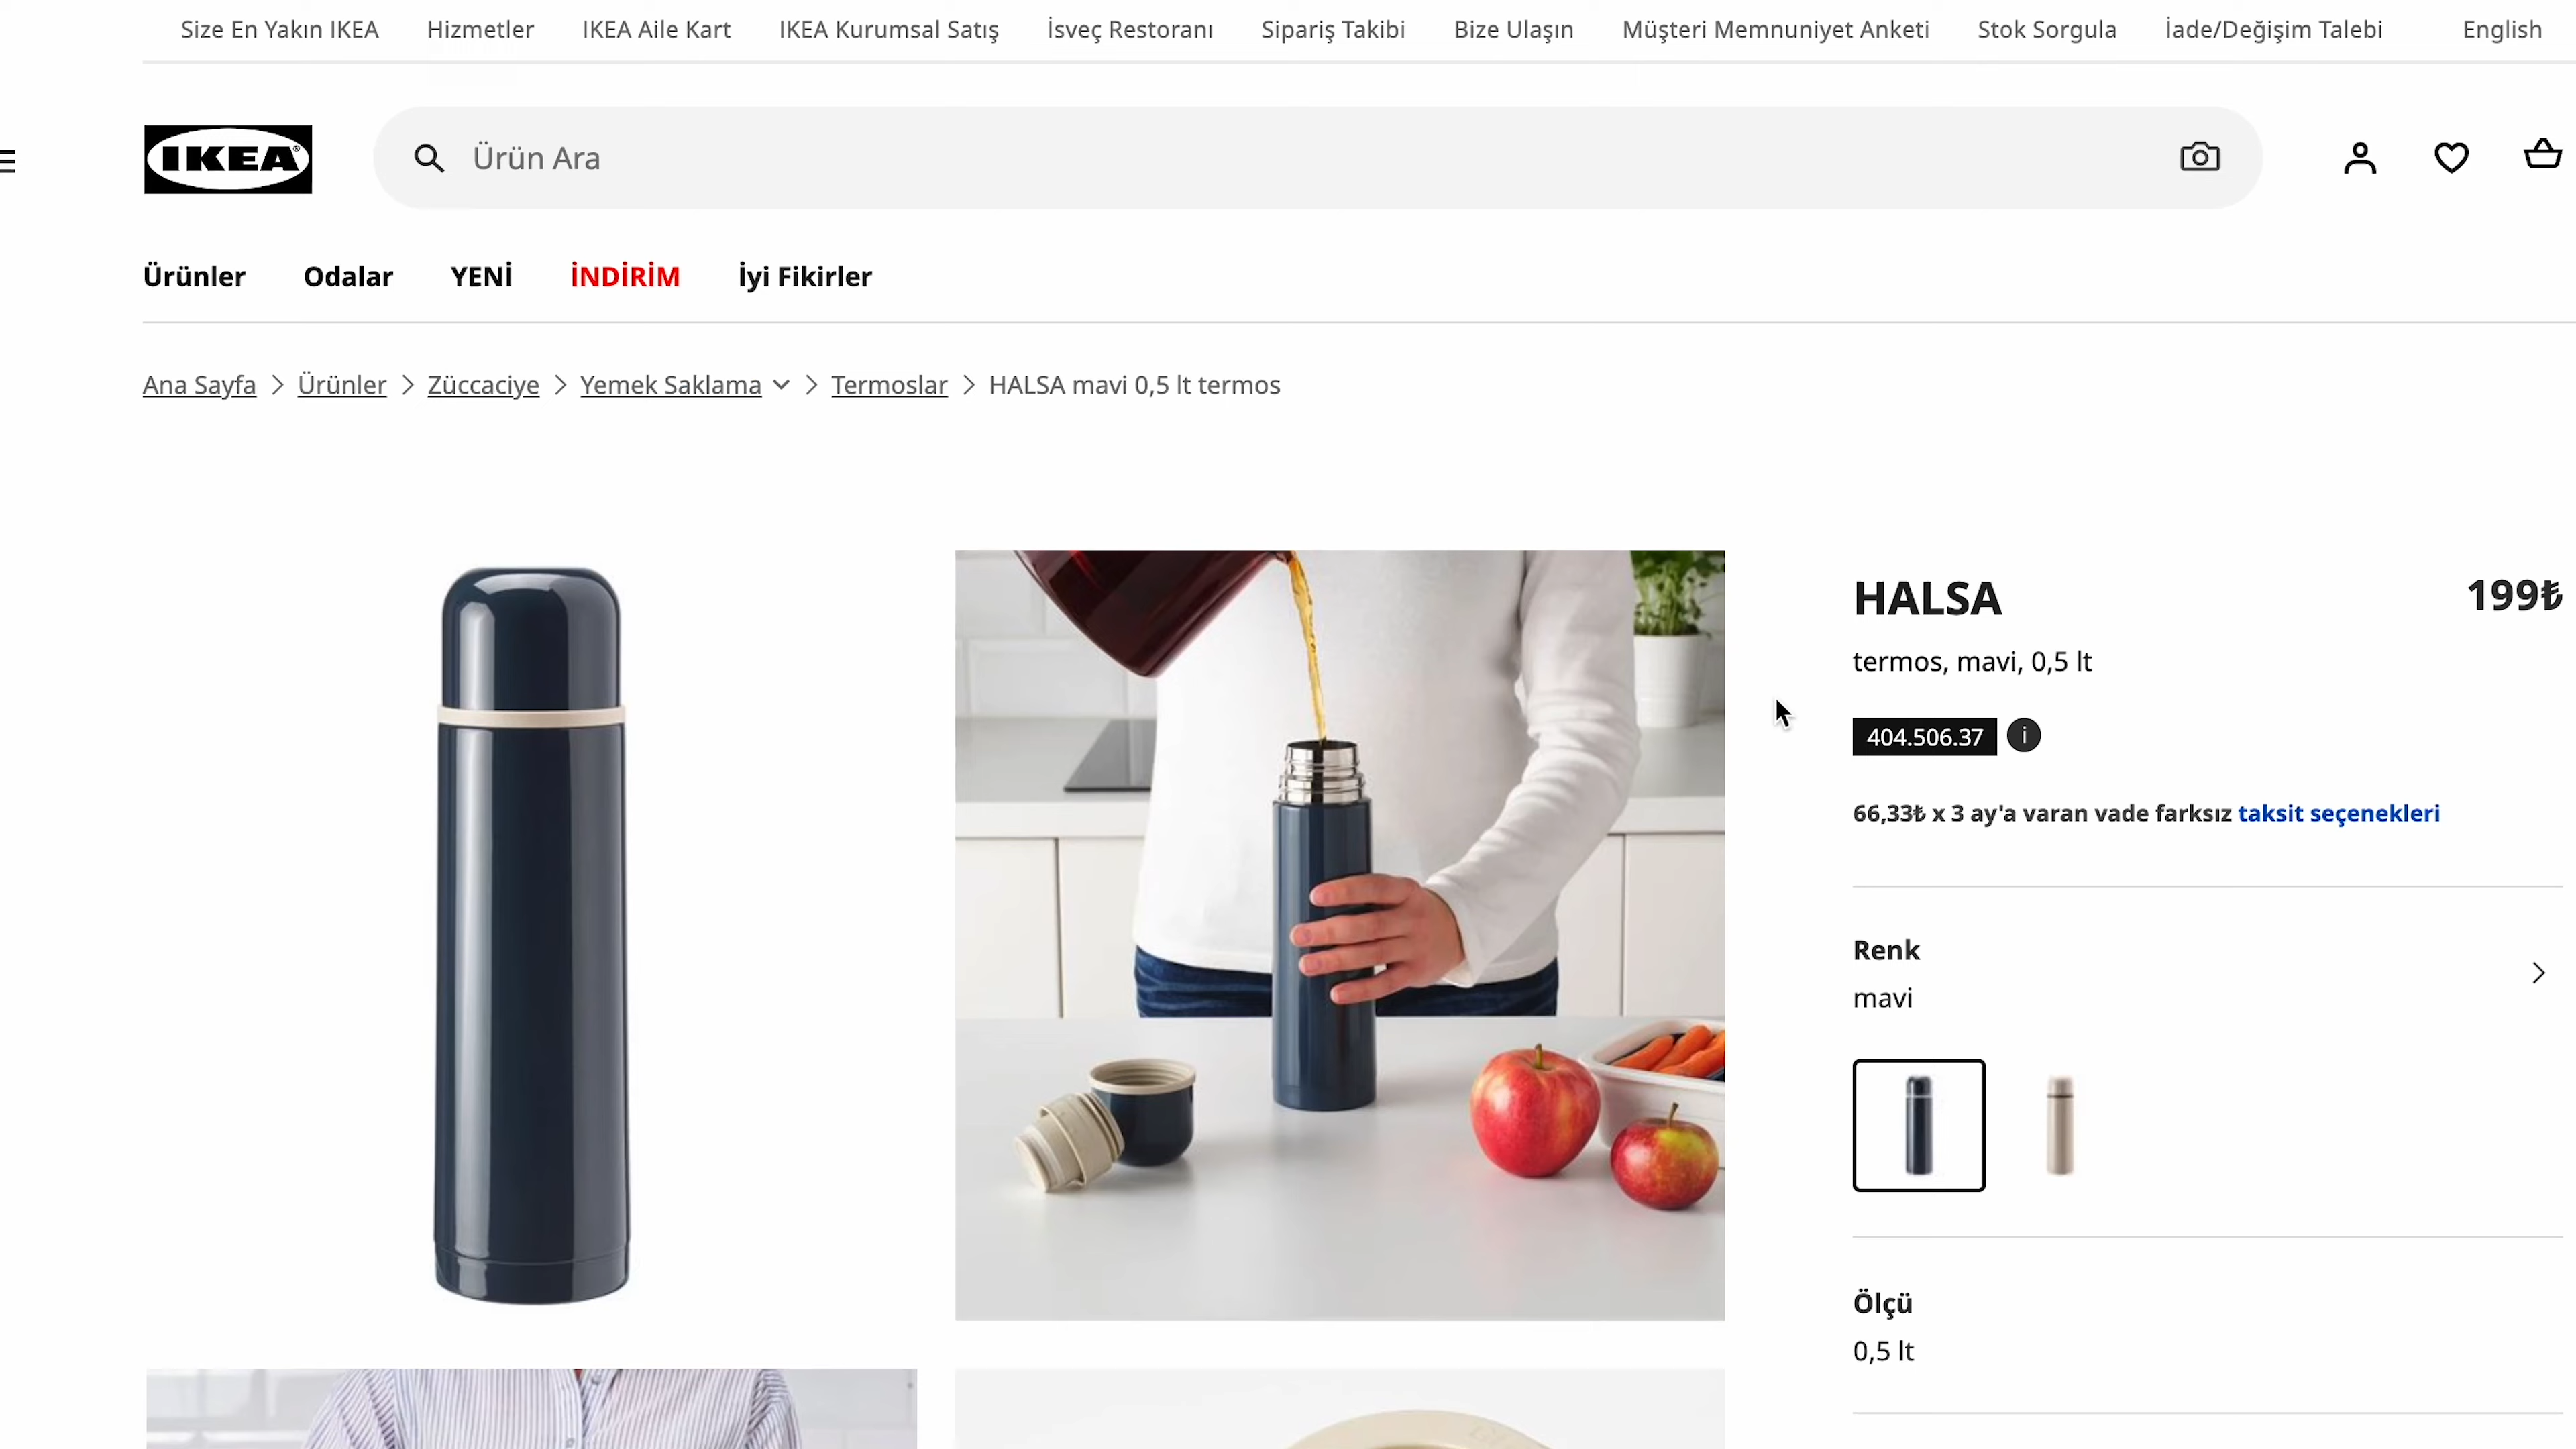 Size En Yakın IKEA Hizmetler IKEA Aile Kart IKEA Kurumsal Satış İsveç Restoranı Sipariş Takibi Bize Ulaşın Müşteri Memnuniyet Anketi Stok Sorgula İade/Değişim Talebi English
IKEA Ürün Ara
Ürünler Odalar YENİ İNDİRİM İyi Fikirler
Ana Sayfa > Ürünler > Züccaciye > Yemek Saklama > Termoslar > HALSA mavi 0,5 lt termos
HALSA 199₺
termos, mavi, 0,5 lt
404.506.37 i
66,33₺ x 3 ay'a varan vade farksız taksit seçenekleri
Renk
mavi
Ölçü
0,5 lt